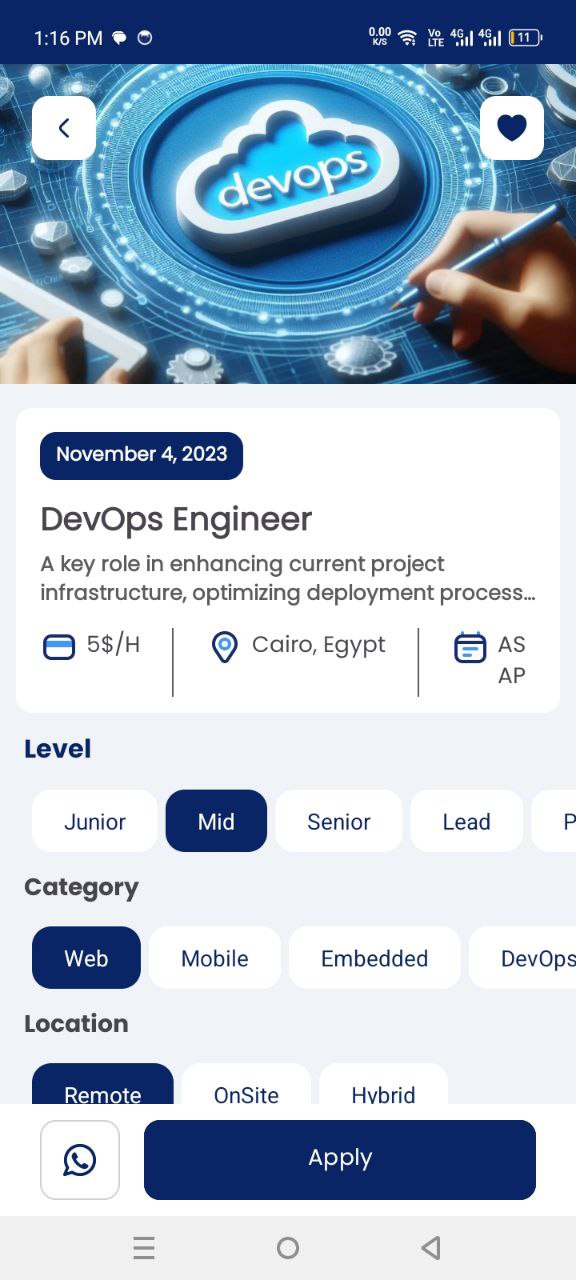 1:16 PM
0.00
K/S
Vo
LTE
4G
4G
11
devops
November 4, 2023
DevOps Engineer
A key role in enhancing current project
infrastructure, optimizing deployment process...
5$/H
Cairo, Egypt
AS
AP
Level
Junior
Mid
Senior
Lead
P
Category
Web
Mobile
Embedded
DevOps
Location
Remote
OnSite
Hybrid
Apply